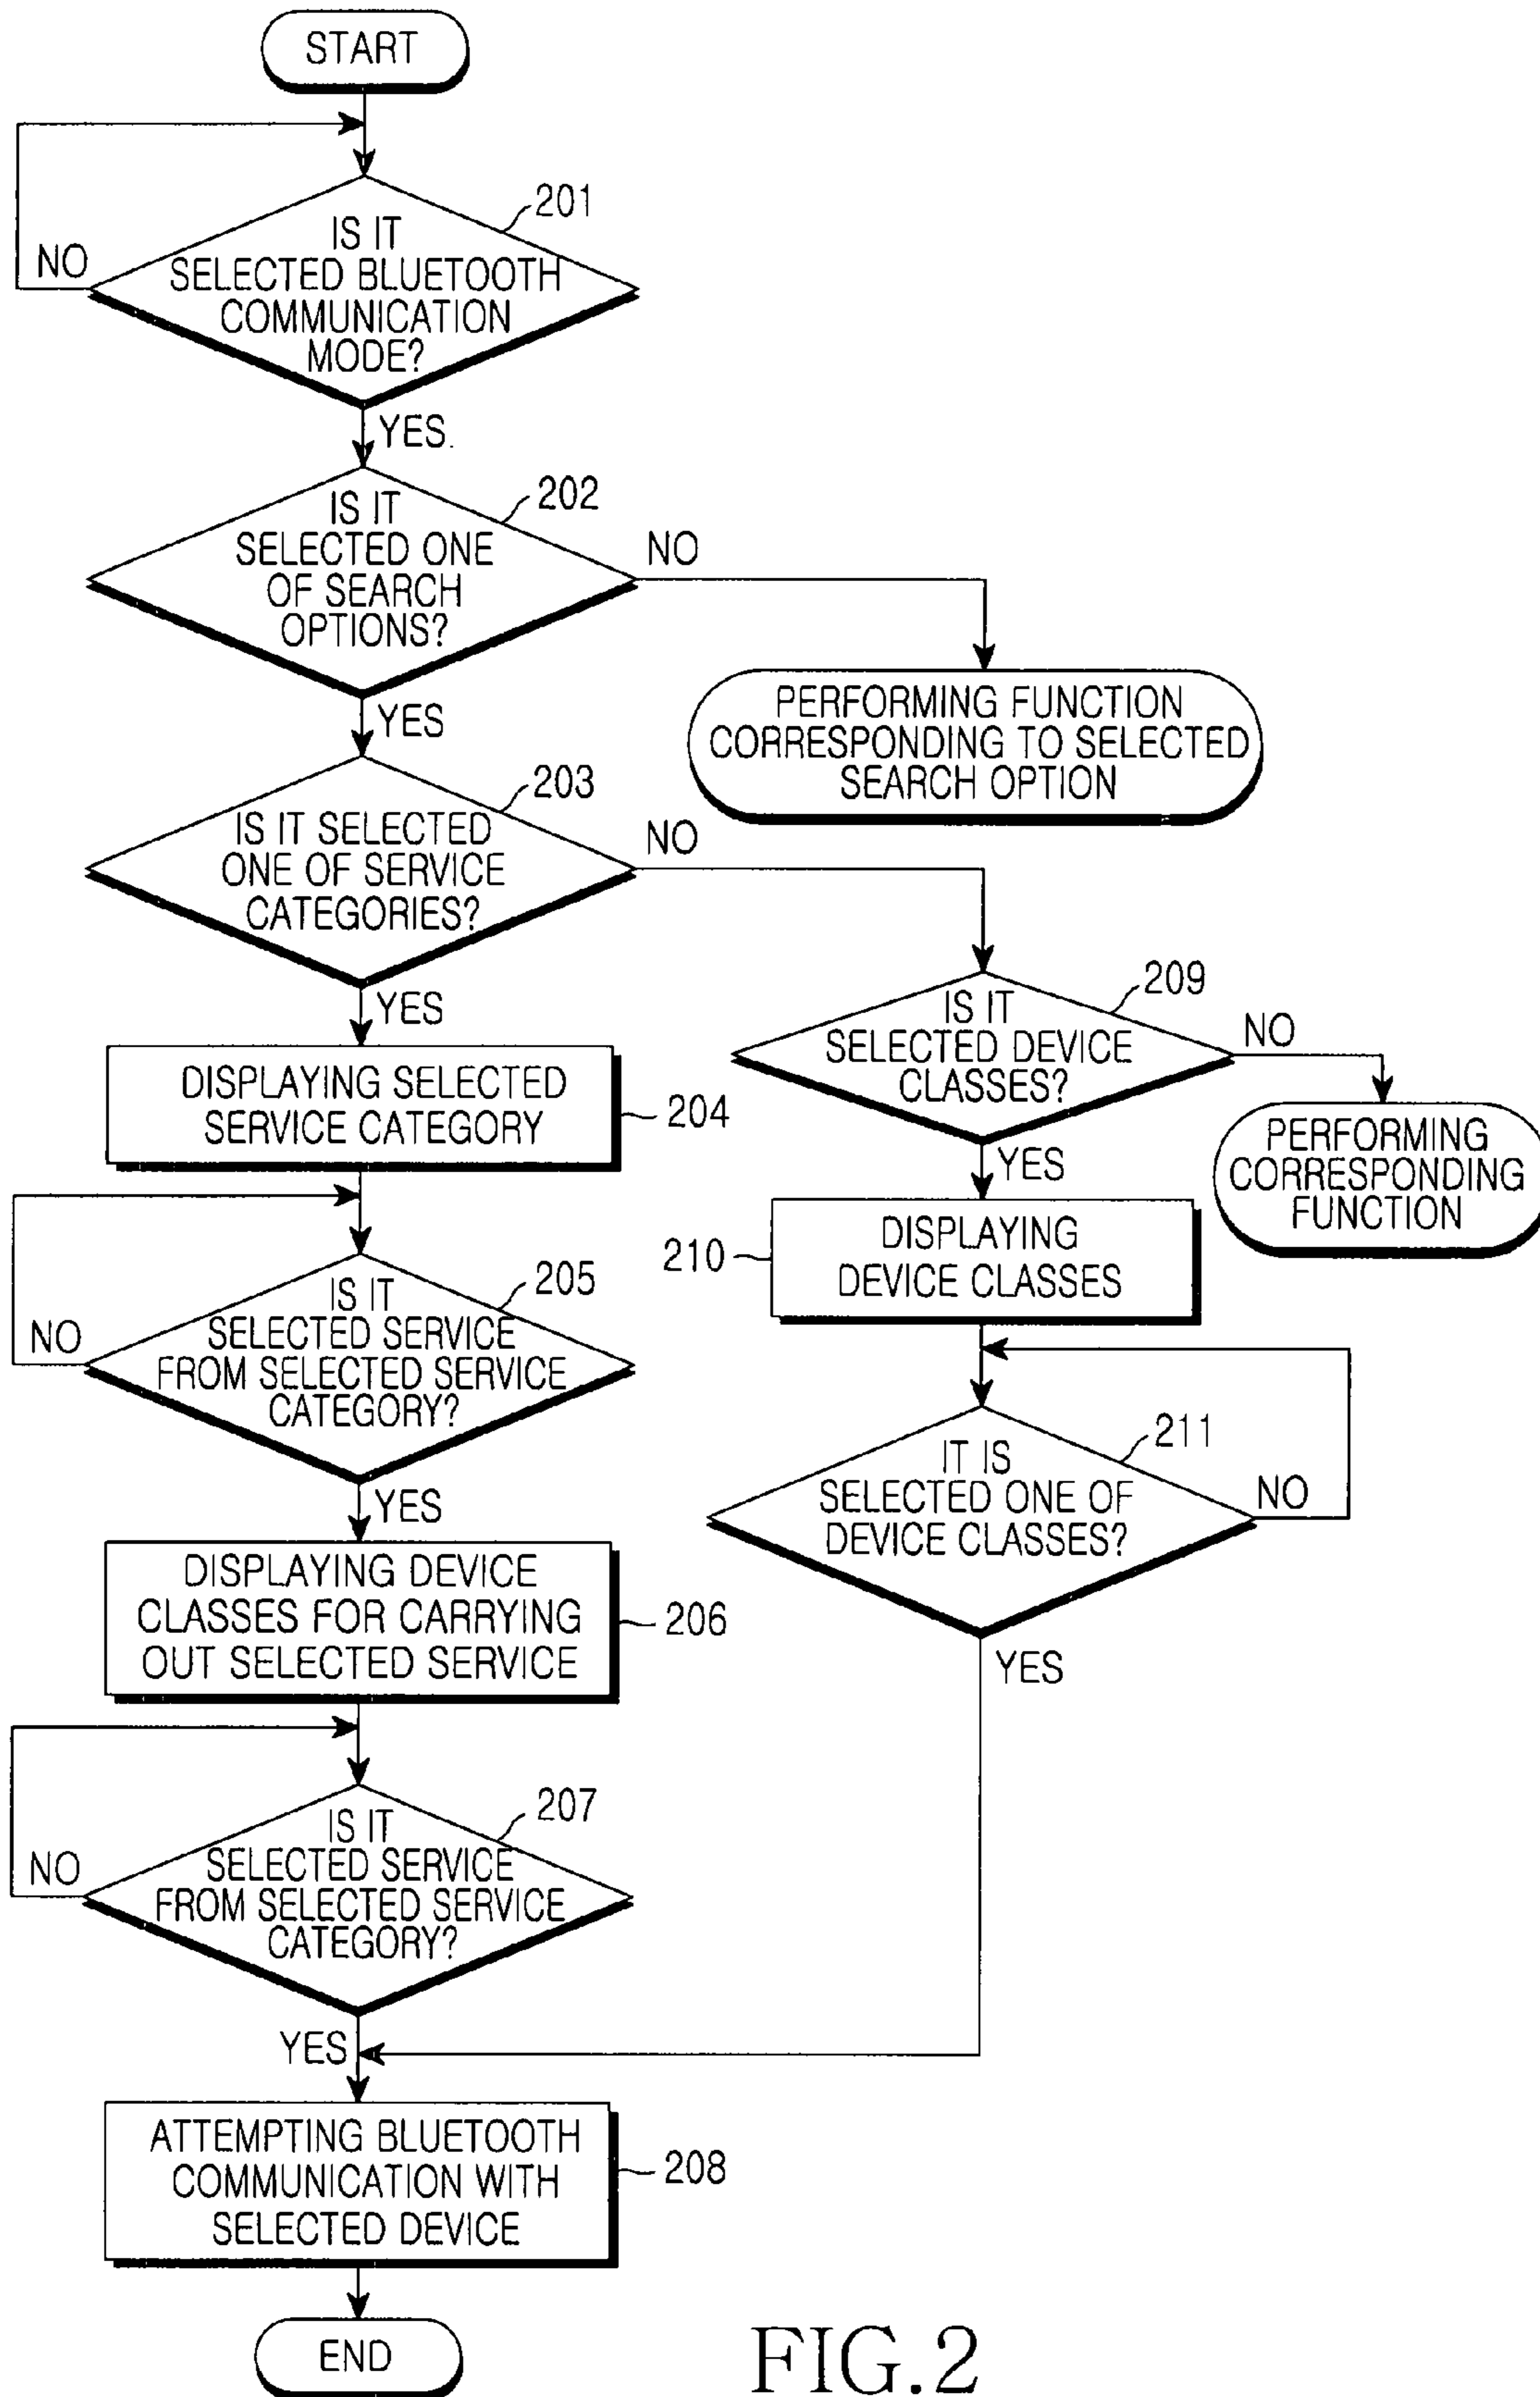 START
201
IS IT
SELECTED BLUETOOTH
COMMUNICATION
MODE?
NO
YES.
202
IS IT
SELECTED ONE
OF SEARCH
OPTIONS?
NO
YES
PERFORMING FUNCTION
CORRESPONDING TO SELECTED
SEARCH OPTION
203
IS IT SELECTED
ONE OF SERVICE
CATEGORIES?
NO
YES
209
IS IT
SELECTED DEVICE
CLASSES?
NO
YES
PERFORMING
CORRESPONDING
FUNCTION
DISPLAYING SELECTED
SERVICE CATEGORY
204
210
DISPLAYING
DEVICE CLASSES
205
IS IT
SELECTED SERVICE
FROM SELECTED SERVICE
CATEGORY?
NO
YES
211
IT IS
SELECTED ONE OF
DEVICE CLASSES?
NO
YES
DISPLAYING DEVICE
CLASSES FOR CARRYING
OUT SELECTED SERVICE
206
207
IS IT
SELECTED SERVICE
FROM SELECTED SERVICE
CATEGORY?
NO
YES
ATTEMPTING BLUETOOTH
COMMUNICATION WITH
SELECTED DEVICE
208
END
FIG.2